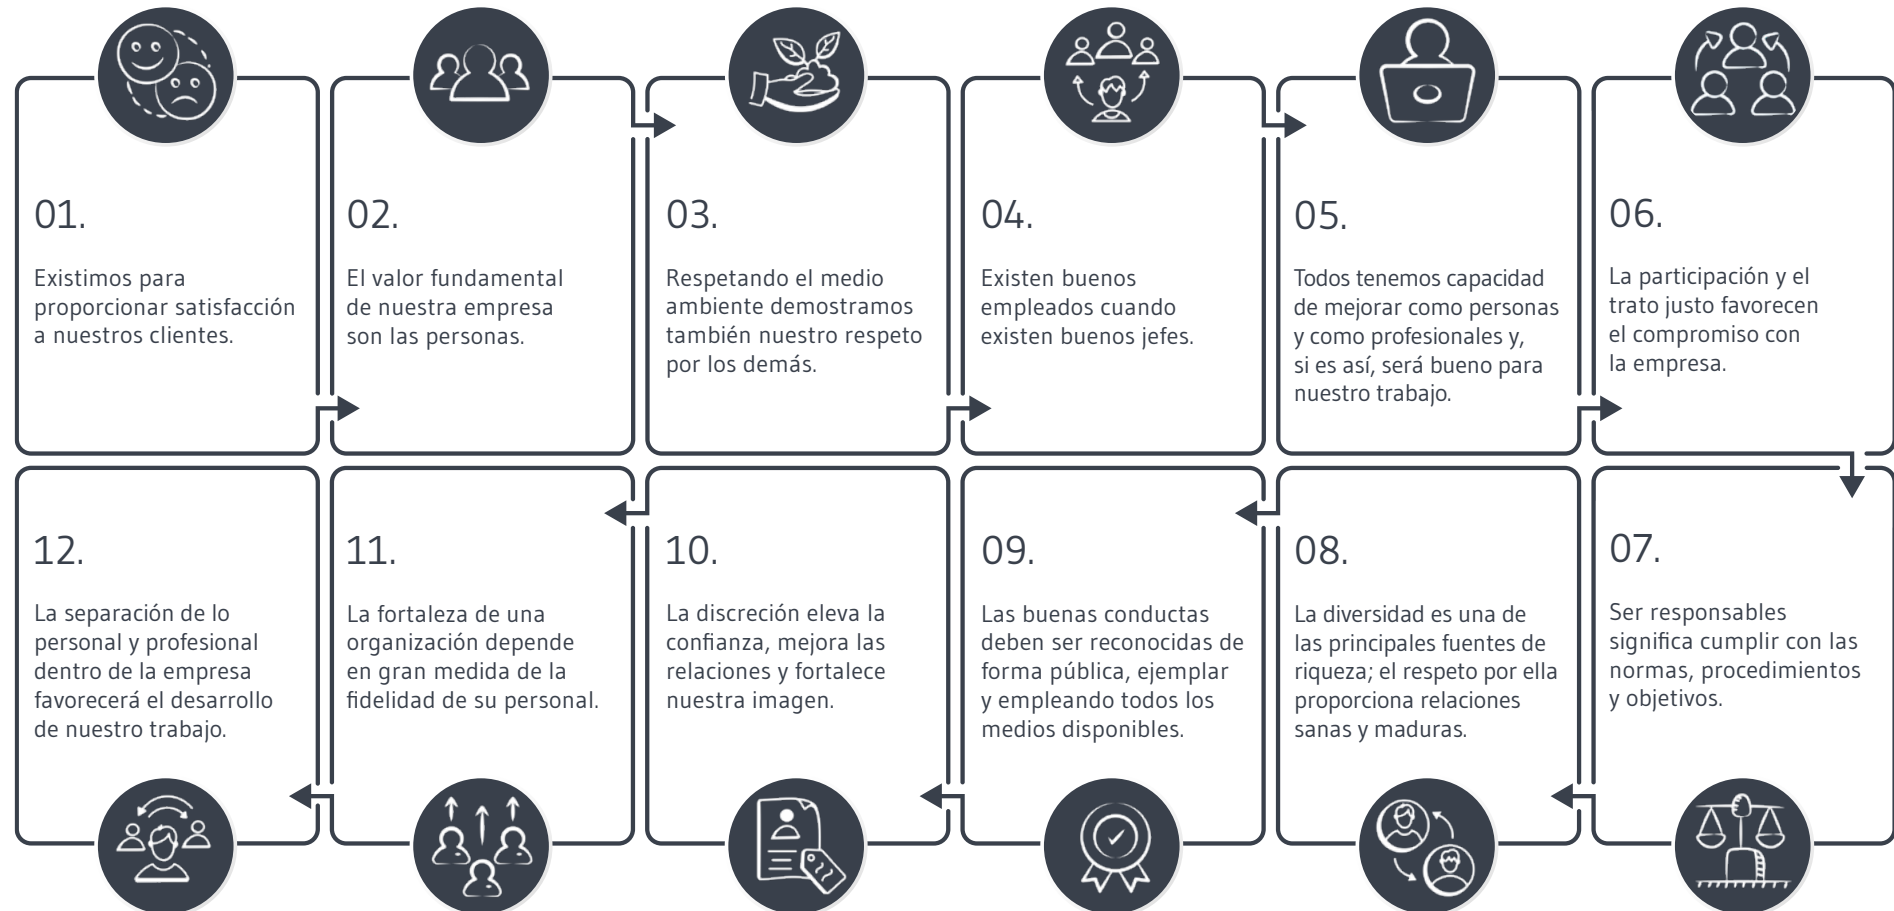 01.
Existimos para
proporcionar satisfacción
a nuestros clientes.
02.
El valor fundamental
de nuestra empresa
son las personas.
03.
Respetando el medio
ambiente demostramos
también nuestro respeto
por los demás.
04.
Existen buenos
empleados cuando
existen buenos jefes.
05.
Todos tenemos capacidad
de mejorar como personas
y como profesionales y,
si es así, será bueno para
nuestro trabajo.
06.
La participación y el
trato justo favorecen
el compromiso con
la empresa.
07.
Ser responsables
significa cumplir con las
normas, procedimientos
y objetivos.
08.
La diversidad es una de
las principales fuentes de
riqueza; el respeto por ella
proporciona relaciones
sanas y maduras.
09.
Las buenas conductas
deben ser reconocidas de
forma pública, ejemplar
y empleando todos los
medios disponibles.
10.
La discreción eleva la
confianza, mejora las
relaciones y fortalece
nuestra imagen.
11.
La fortaleza de una
organización depende
en gran medida de la
fidelidad de su personal.
12.
La separación de lo
personal y profesional
dentro de la empresa
favorecerá el desarrollo
de nuestro trabajo.